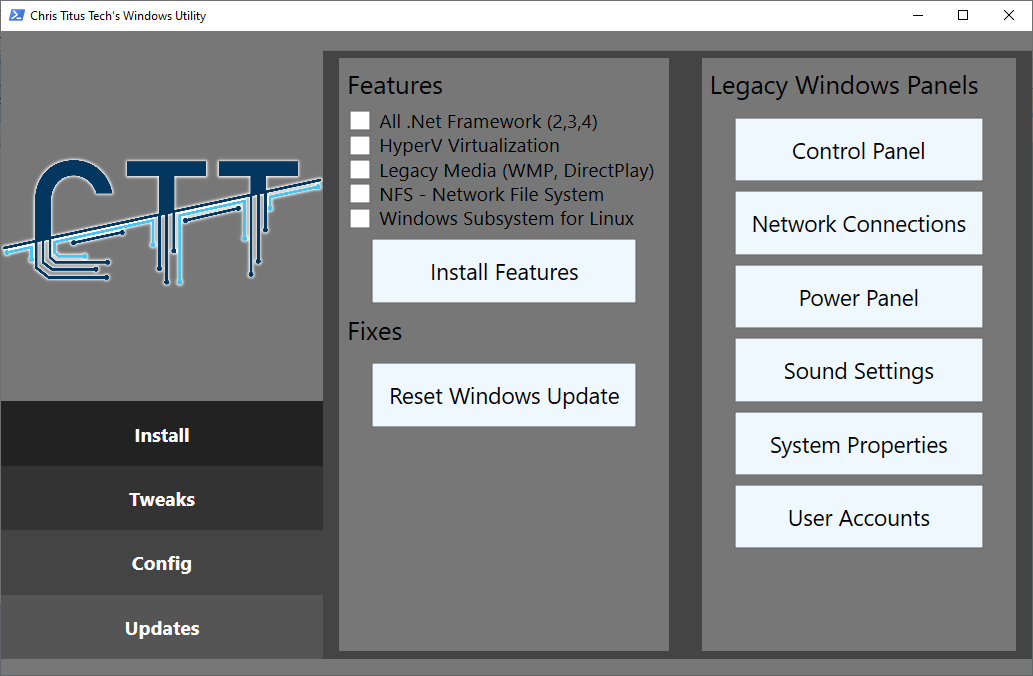 Chris Titus Tech's Windows Utility
CTT
Install
Tweaks
Config
Updates
Features
All .Net Framework (2,3,4)
HyperV Virtualization
Legacy Media (WMP, DirectPlay)
NFS - Network File System
Windows Subsystem for Linux
Install Features
Fixes
Reset Windows Update
Legacy Windows Panels
Control Panel
Network Connections
Power Panel
Sound Settings
System Properties
User Accounts